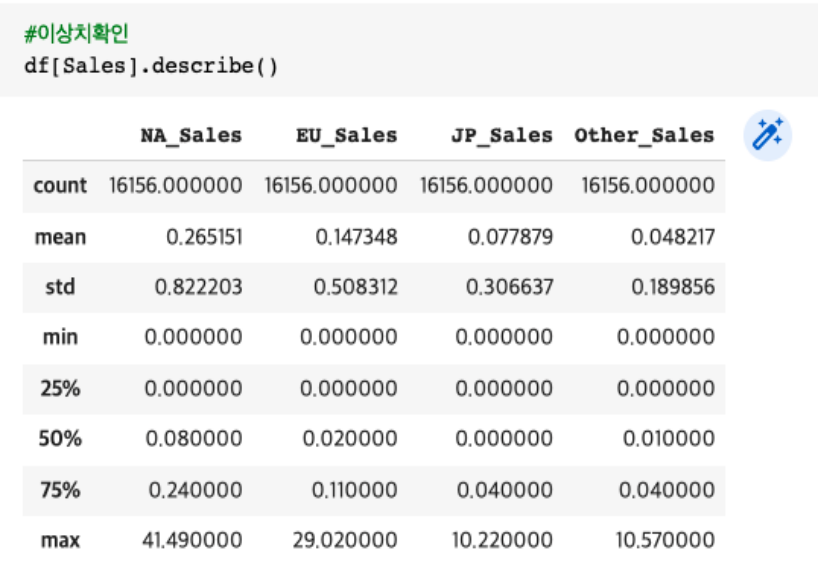 #이상치확인
df[Sales].describe()
NA_Sales EU_Sales JP_Sales Other_Sales
count 16156.000000 16156.000000 16156.000000 16156.000000
mean 0.265151 0.147348 0.077879 0.048217
std 0.822203 0.508312 0.306637 0.189856
min 0.000000 0.000000 0.000000 0.000000
25% 0.000000 0.000000 0.000000 0.000000
50% 0.080000 0.020000 0.000000 0.010000
75% 0.240000 0.110000 0.040000 0.040000
max 41.490000 29.020000 10.220000 10.570000